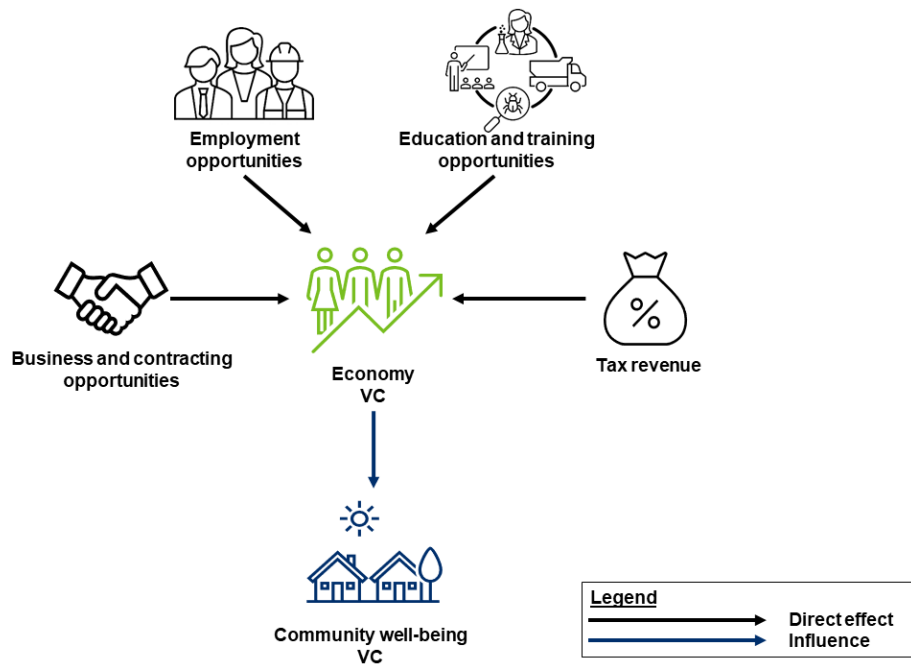 Employment
opportunities
Education and training
opportunities
Business and contracting
opportunities
%
Tax revenue
Economy
VC
Community well-being
VC
Legend
Direct effect
Influence